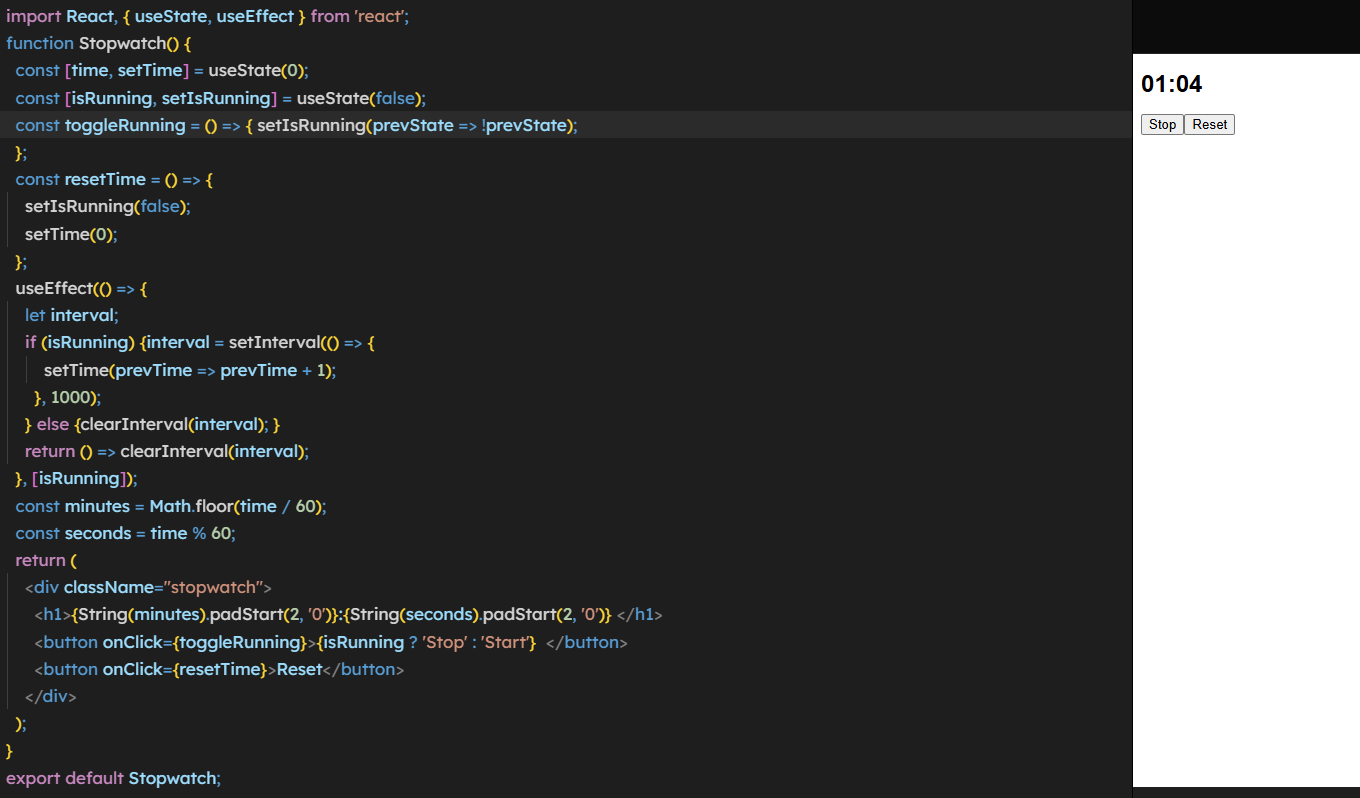 import React, { useState, useEffect } from 'react';
function Stopwatch() {
const [time, setTime] = useState(0);
const [isRunning, setIsRunning] = useState(false);
const toggleRunning = () => { setIsRunning(prevState => !prevState);
};
const resetTime = () => {
setIsRunning(false);
setTime(0);
};
useEffect(() => {
let interval;
if (isRunning) {interval = setInterval(() => {
setTime(prevTime => prevTime + 1);
}, 1000);
} else {clearInterval(interval); }
return () => clearInterval(interval);
}, [isRunning]);
const minutes = Math.floor(time / 60);
const seconds = time % 60;
return (
<div className="stopwatch">
<h1>{String(minutes).padStart(2, '0')}:{String(seconds).padStart(2, '0')} </h1>
<button onClick={toggleRunning}>{isRunning ? 'Stop' : 'Start'}  </button>
<button onClick={resetTime}>Reset</button>
</div>
);
}
export default Stopwatch;
01:04
Stop Reset